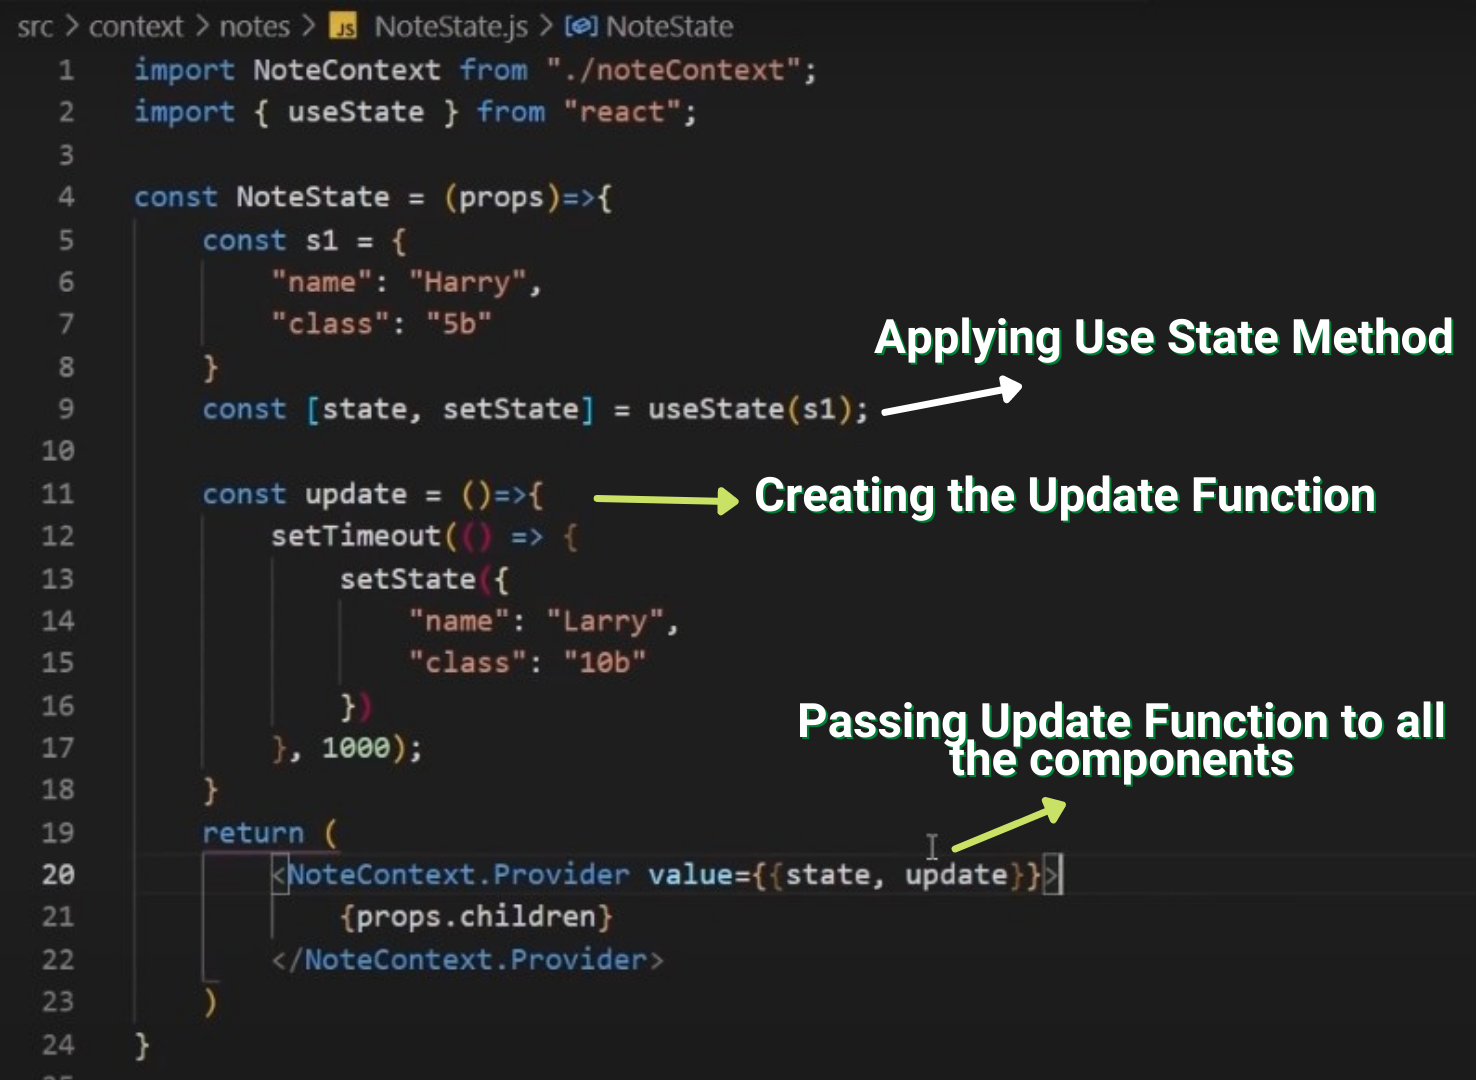 src > context > notes > JS NoteState.js > NoteState
1 import NoteContext from "./noteContext";
2 import { useState } from "react";
3
4 const NoteState = (props)=>{
5     const s1 = {
6         "name": "Harry",
7         "class": "5b"
Applying Use State Method
8     }
9     const [state, setState] = useState(s1);
10
11     const update = ()=>{
Creating the Update Function
12         setTimeout(() => {
13             setState({
14                 "name": "Larry",
15                 "class": "10b"
16             })
Passing Update Function to all
the components
17         }, 1000);
18     }
19     return (
20         <NoteContext.Provider value={{state, update}}>
21             {props.children}
22         </NoteContext.Provider>
23     )
24 }